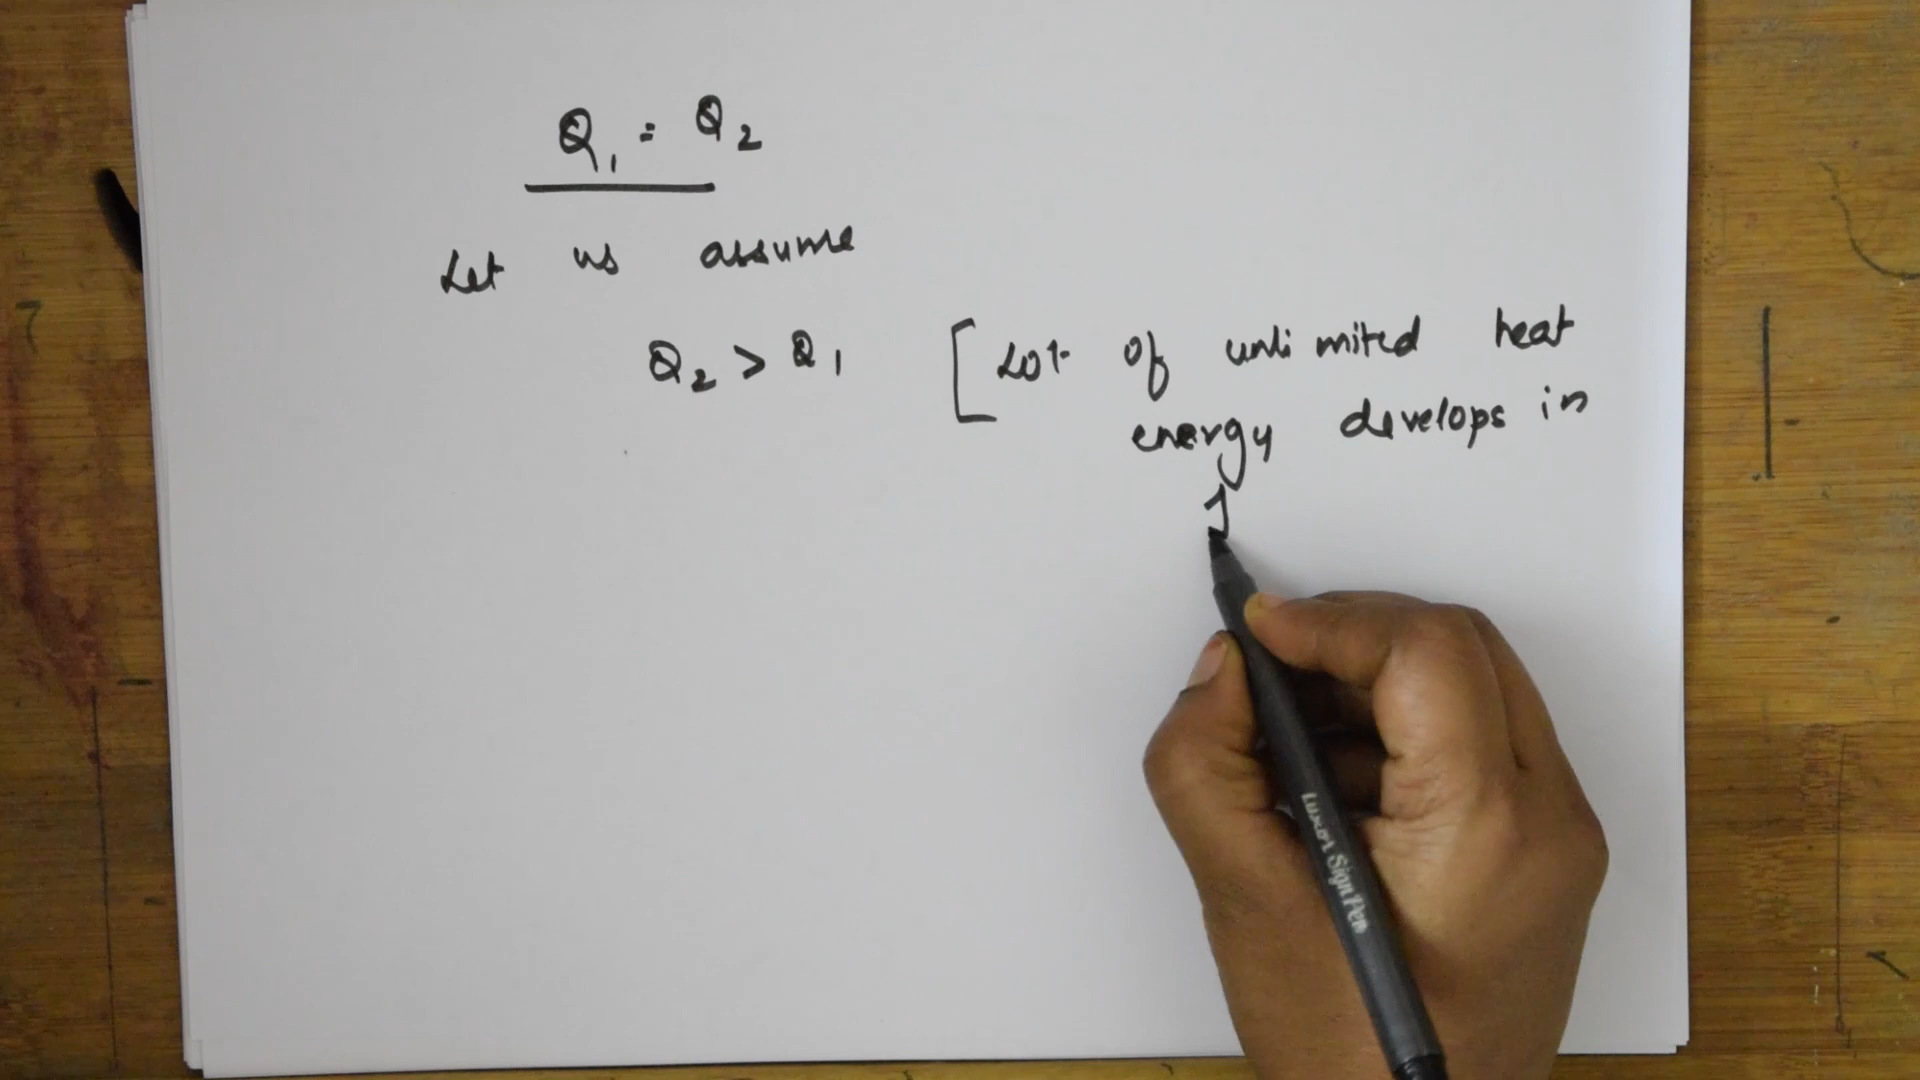 Q₁ = Q₂
Let us assume
Q₂ > Q₁ [Lot of unlimited heat
energy develops in
Luxor Sign Pen